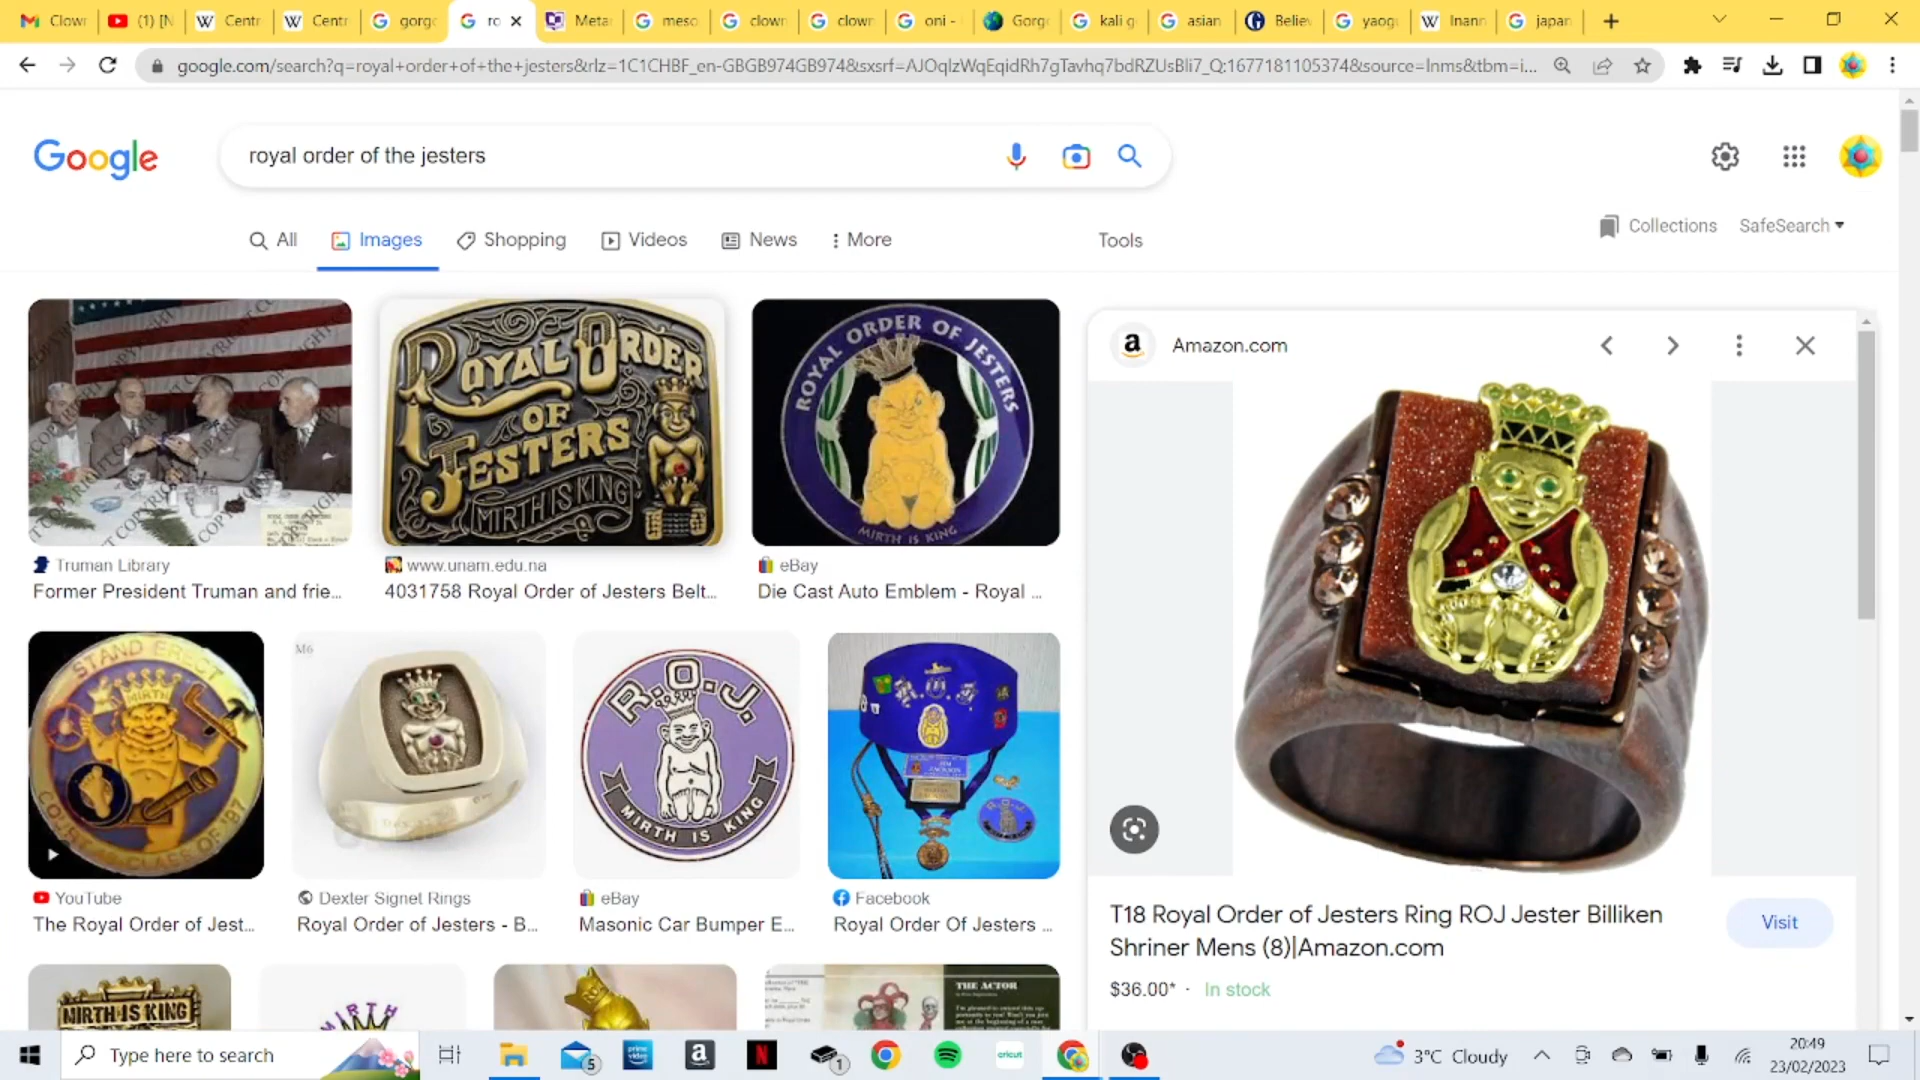 Clown
(1) [N
Centr
Centr
gorg
ro
Meta
meso
clown
clown
oni -
Gorg
kali g
asian
Believ
yaog
Inann
japan
google.com/search?q=royal+order+of+the+jesters&rlz=1C1CHBF_en-GBGB974GB974&sxsrf=AJOqlzWqEqidRh7gTavhq7bdRZUsBli7_Q:1677181105374&source=lnms&tbm=i...
Google
royal order of the jesters
All
Images
Shopping
Videos
News
More
Tools
Collections
SafeSearch
ROYAL ORDER OF JESTERS
MIRTH IS KING
ROYAL ORDER OF JESTERS
MIRTH IS KING
Amazon.com
Truman Library
Former President Truman and frie...
www.unam.edu.na
4031758 Royal Order of Jesters Belt...
eBay
Die Cast Auto Emblem - Royal ...
STAND ERECT
MIRTH
CLASS OF '97
M6
R.O.J.
MIRTH IS KING
YouTube
The Royal Order of Jest...
Dexter Signet Rings
Royal Order of Jesters - B...
eBay
Masonic Car Bumper E...
Facebook
Royal Order Of Jesters ...
T18 Royal Order of Jesters Ring ROJ Jester Billiken
Shriner Mens (8)|Amazon.com
Visit
$36.00* · In stock
MIRTH IS KING
MIRTH
THE ACTOR
Type here to search
5
prime video
1
cricut
3°C Cloudy
20:49
23/02/2023